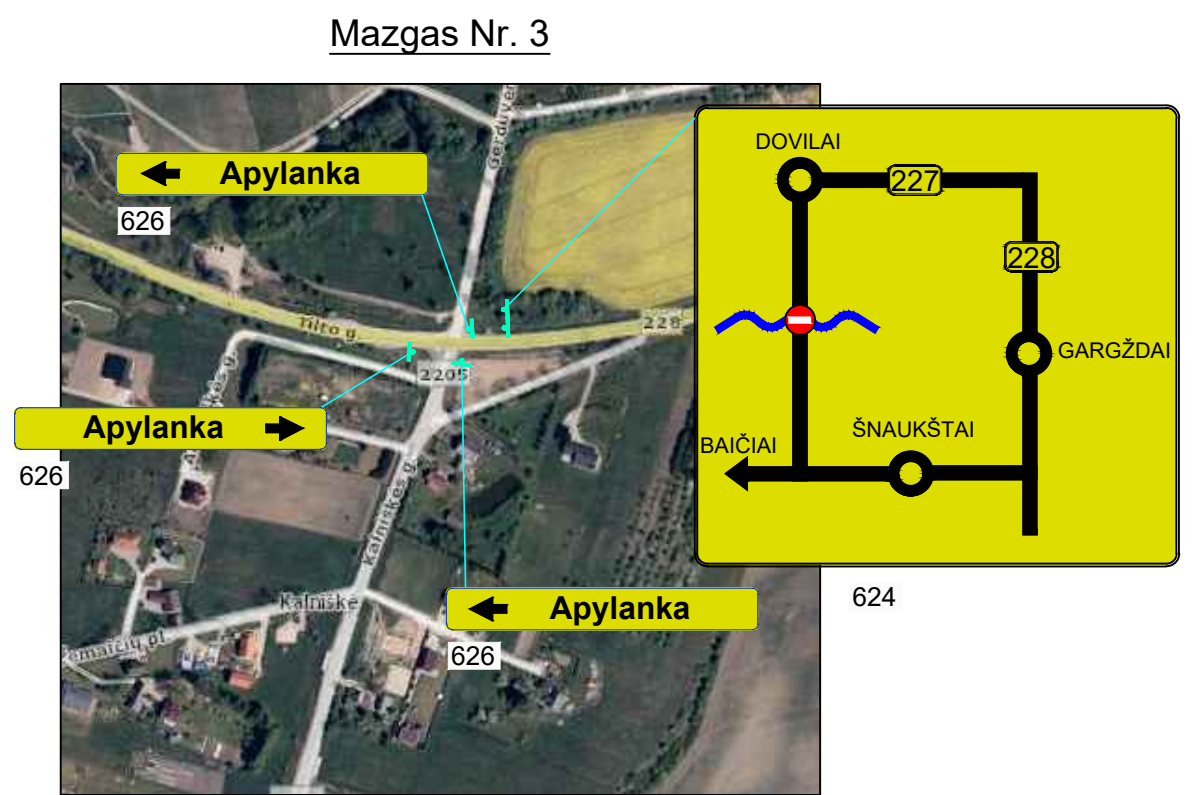 Mazgas Nr. 3
Apylanka
626
Gerduvėn
Tilto g.
228
2205
Apylanka
626
Kalniškės g.
Kalniškė
Apylanka
626
DOVILAI
227
228
GARGŽDAI
ŠNAUKŠTAI
BAIČIAI
624